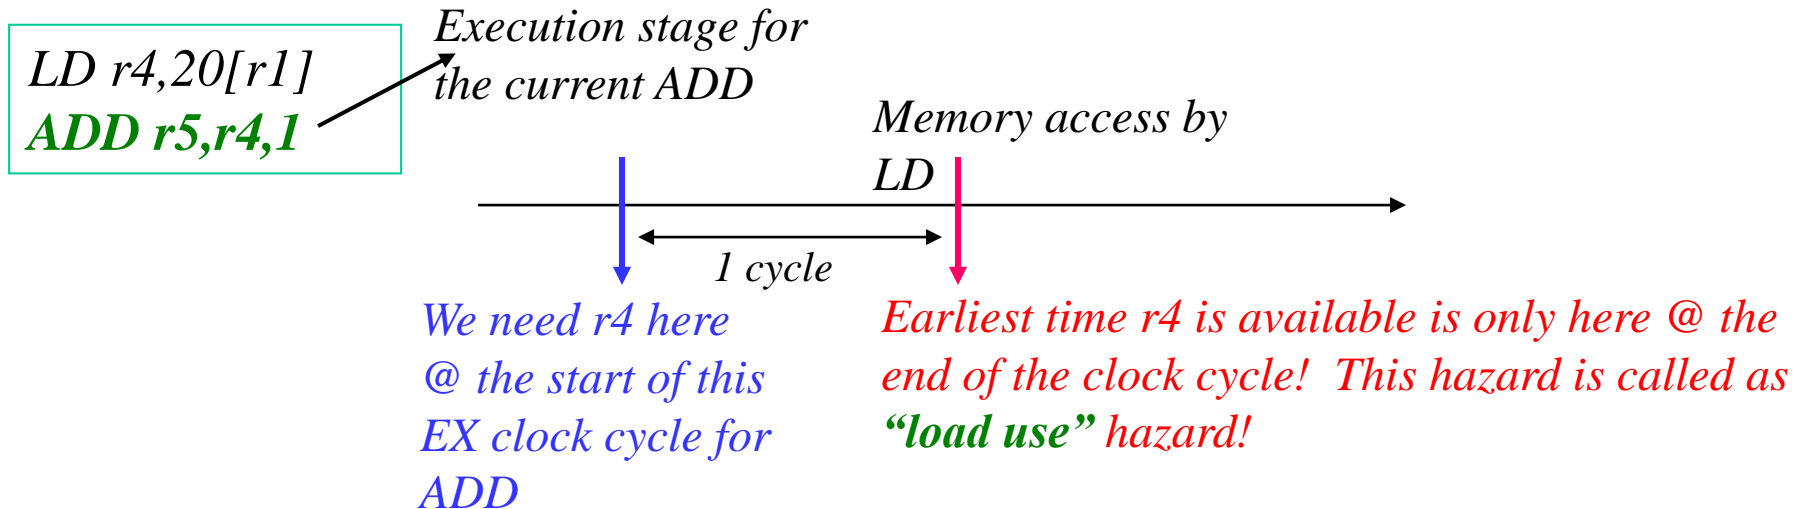 LD r4,20[r1]
ADD r5,r4,1
Execution stage for
the current ADD
Memory access by
LD
1 cycle
We need r4 here
@ the start of this
EX clock cycle for
ADD
Earliest time r4 is available is only here @ the
end of the clock cycle! This hazard is called as
“load use” hazard!